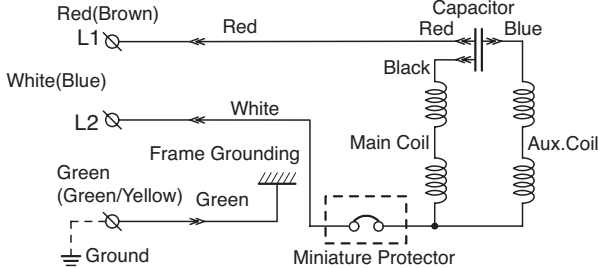 Red(Brown)
L1
Red
Capacitor
Red
Blue
Black
White(Blue)
L2
White
Main Coil
Aux.Coil
Frame Grounding
Green
(Green/Yellow)
Green
Ground
Miniature Protector